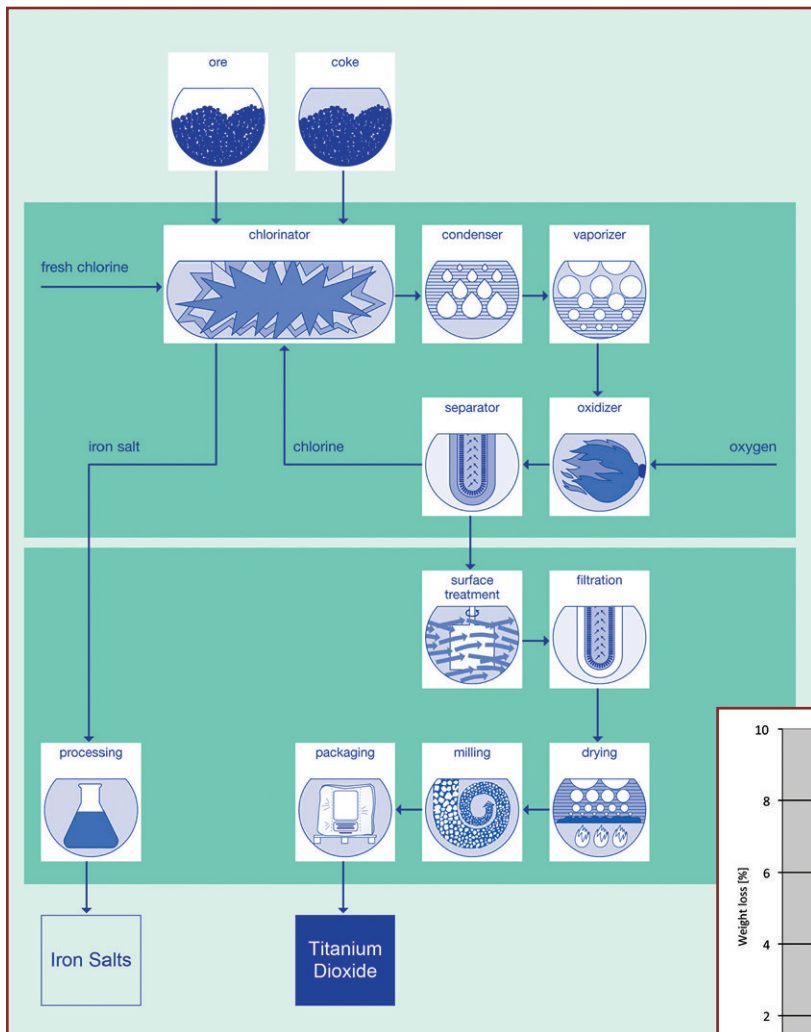 ore
coke
chlorinator
condenser
vaporizer
fresh chlorine
separator
oxidizer
iron salt
chlorine
oxygen
surface
treatment
filtration
processing
packaging
milling
drying
Iron Salts
Titanium
Dioxide
10
8
6
4
2
Weight loss [%]